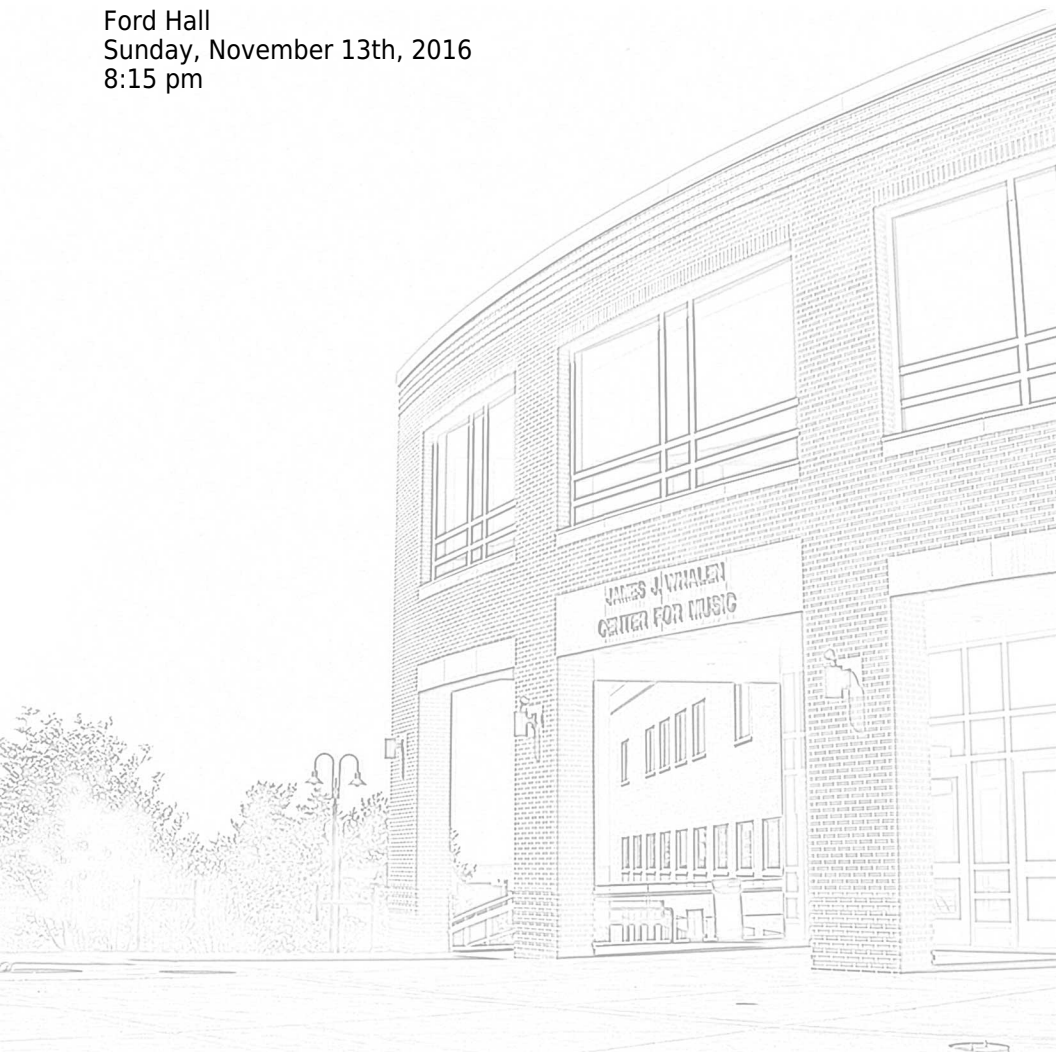 Ford Hall
Sunday, November 13th, 2016
8:15 pm
JAMES J. WHALEN
CENTER FOR MUSIC